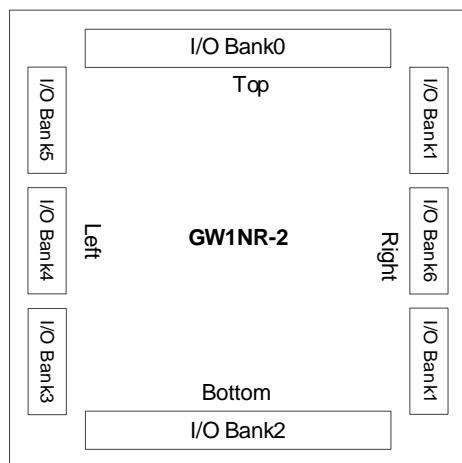 I/O Bank0
Top
I/O Bank5
I/O Bank1
I/O Bank4
Left
GW1NR-2
Right
I/O Bank6
I/O Bank3
I/O Bank1
Bottom
I/O Bank2